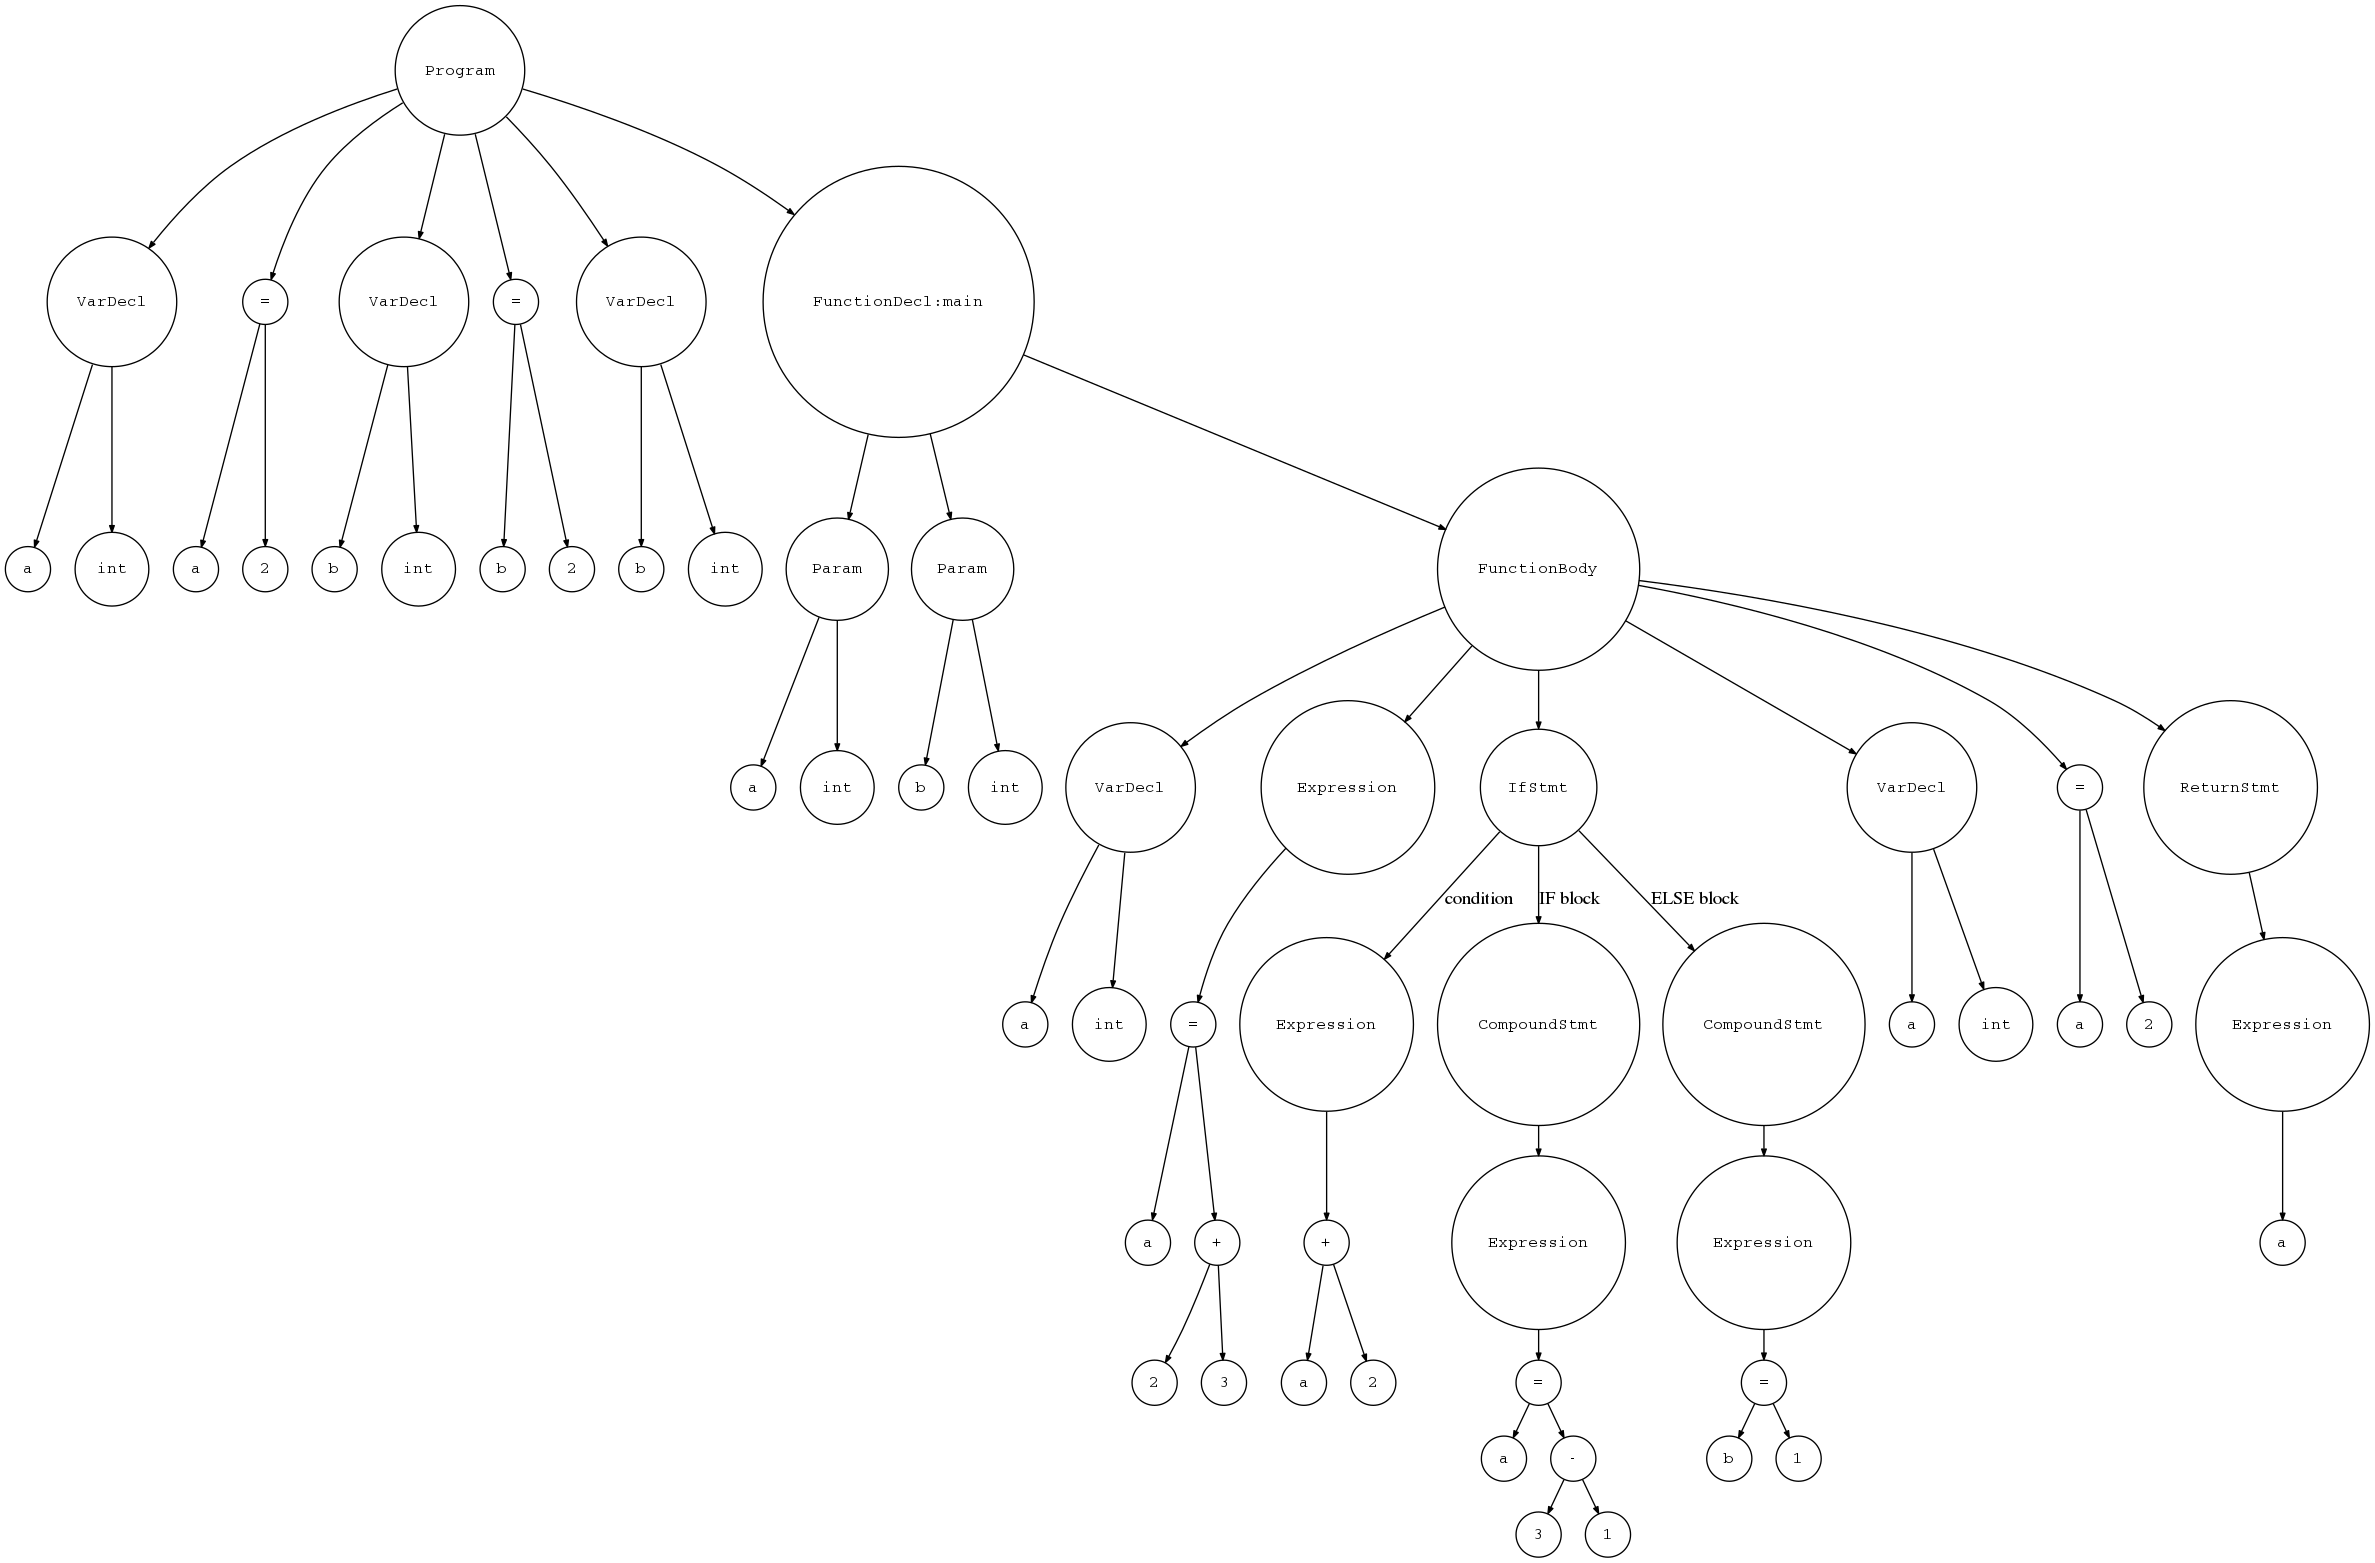 Program
VarDecl
=
VarDecl
=
VarDecl
FunctionDecl:main
a
int
a
2
b
int
b
2
b
int
Param
Param
FunctionBody
a
int
b
int
VarDecl
Expression
IfStmt
VarDecl
=
ReturnStmt
condition
IF block
ELSE block
a
int
=
Expression
CompoundStmt
CompoundStmt
a
int
a
2
Expression
a
+
+
Expression
Expression
a
2
3
a
2
=
=
a
-
b
1
3
1